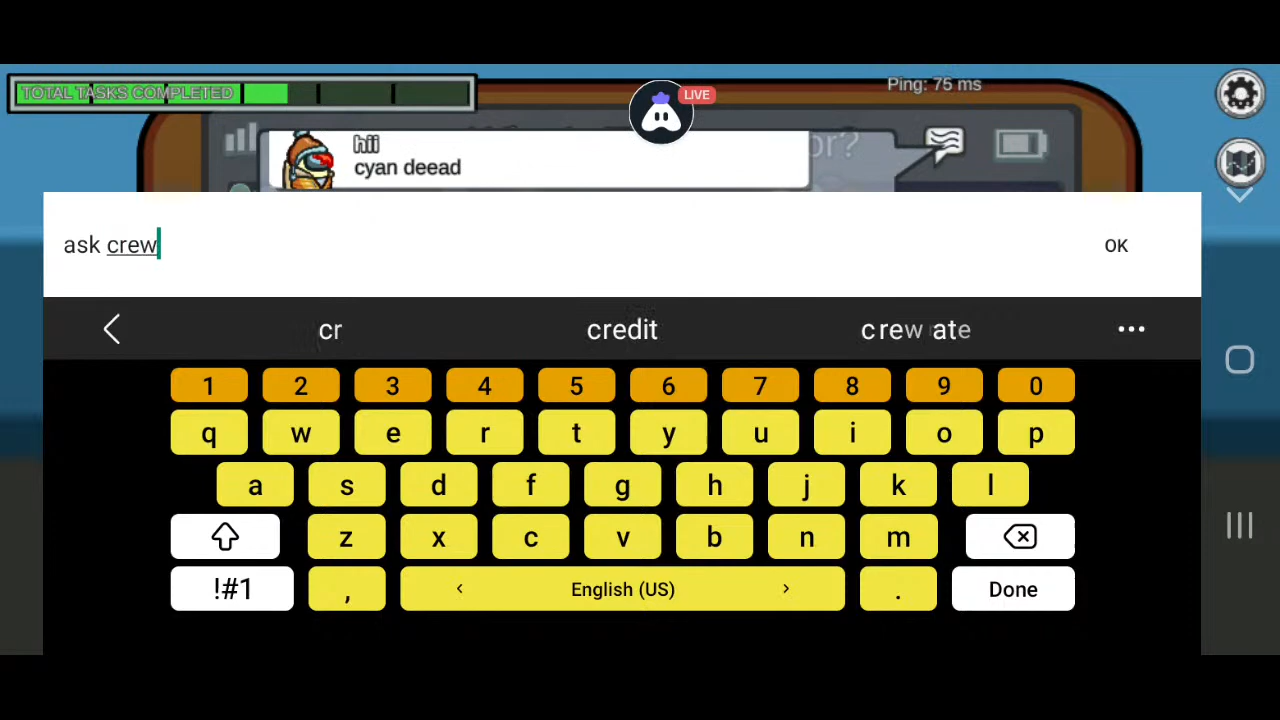 TOTAL TASKS COMPLETED
Ping: 75 ms
LIVE
hii
or?
cyan deead
ask crew
OK
cr credit crew ate
1 2 3 4 5 6 7 8 9 0
q w e r t y u i o p
a s d f g h j k l
z x c v b n m
!#1 , < English (US) > . Done